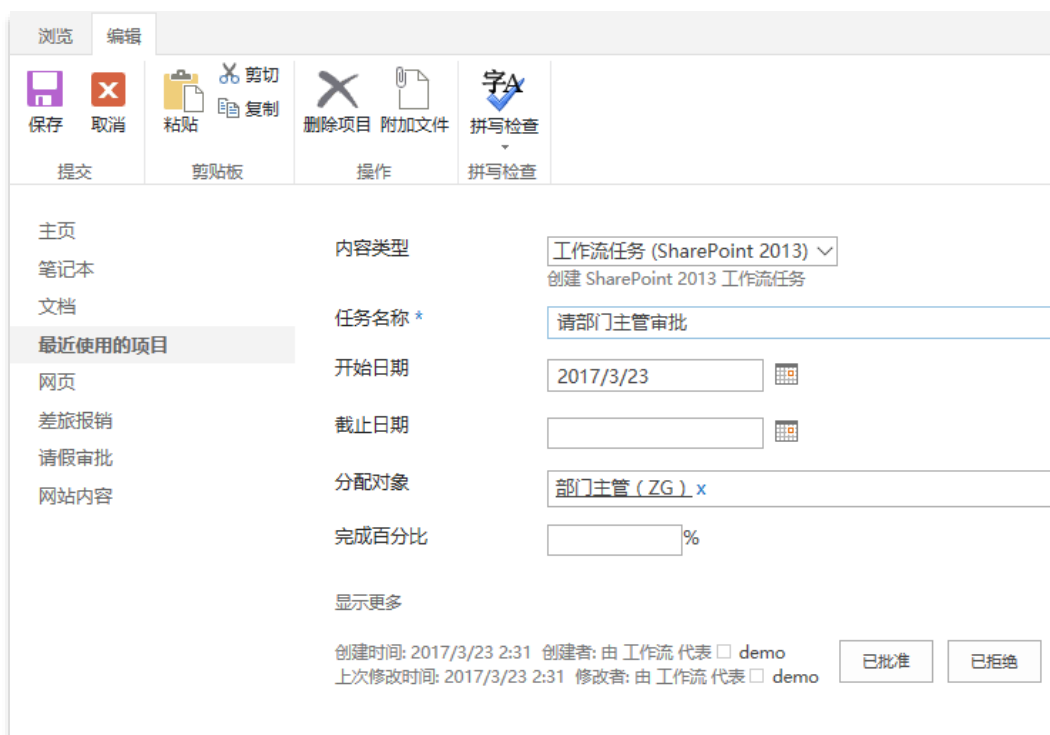 浏览 编辑
保存 取消 粘贴 剪切 复制 删除项目 附加文件 拼写检查
提交 剪贴板 操作 拼写检查
主页
笔记本
文档
最近使用的项目
网页
差旅报销
请假审批
网站内容
内容类型 工作流任务 (SharePoint 2013)
创建 SharePoint 2013 工作流任务
任务名称 * 请部门主管审批
开始日期 2017/3/23
截止日期
分配对象 部门主管（ZG） x
完成百分比 %
显示更多
创建时间: 2017/3/23 2:31 创建者: 由 工作流 代表 demo
上次修改时间: 2017/3/23 2:31 修改者: 由 工作流 代表 demo
已批准 已拒绝